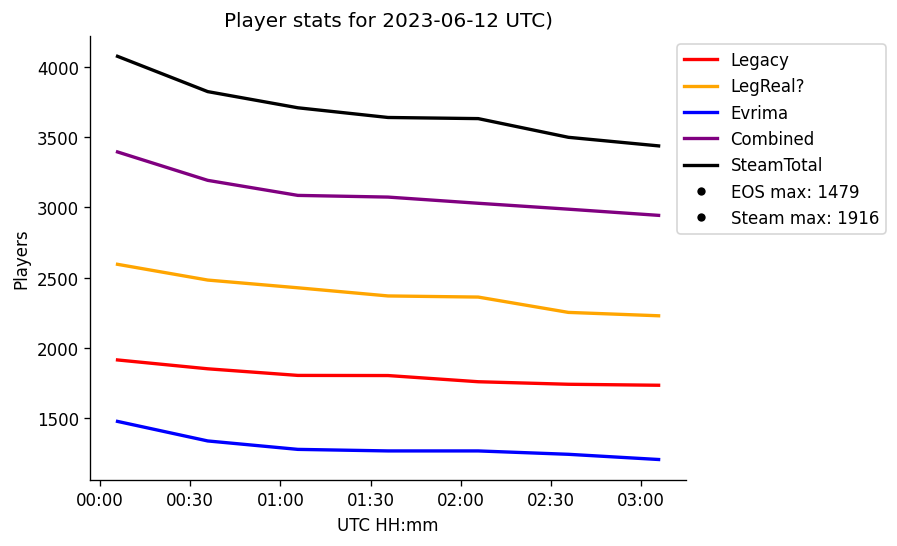 Player stats for 2023-06-12 UTC)
4000
3500
3000
2500
2000
1500
Players
00:00 00:30 01:00 01:30 02:00 02:30 03:00
UTC HH:mm
Legacy
LegReal?
Evrima
Combined
SteamTotal
EOS max: 1479
Steam max: 1916